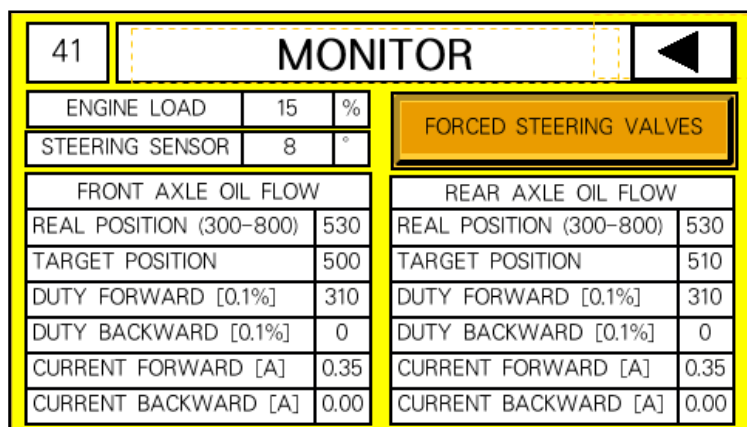 41 MONITOR
ENGINE LOAD 15 %
STEERING SENSOR 8 °
FORCED STEERING VALVES
FRONT AXLE OIL FLOW
REAL POSITION (300-800) 530
TARGET POSITION 500
DUTY FORWARD [0.1%] 310
DUTY BACKWARD [0.1%] 0
CURRENT FORWARD [A] 0.35
CURRENT BACKWARD [A] 0.00
REAR AXLE OIL FLOW
REAL POSITION (300-800) 530
TARGET POSITION 510
DUTY FORWARD [0.1%] 310
DUTY BACKWARD [0.1%] 0
CURRENT FORWARD [A] 0.35
CURRENT BACKWARD [A] 0.00